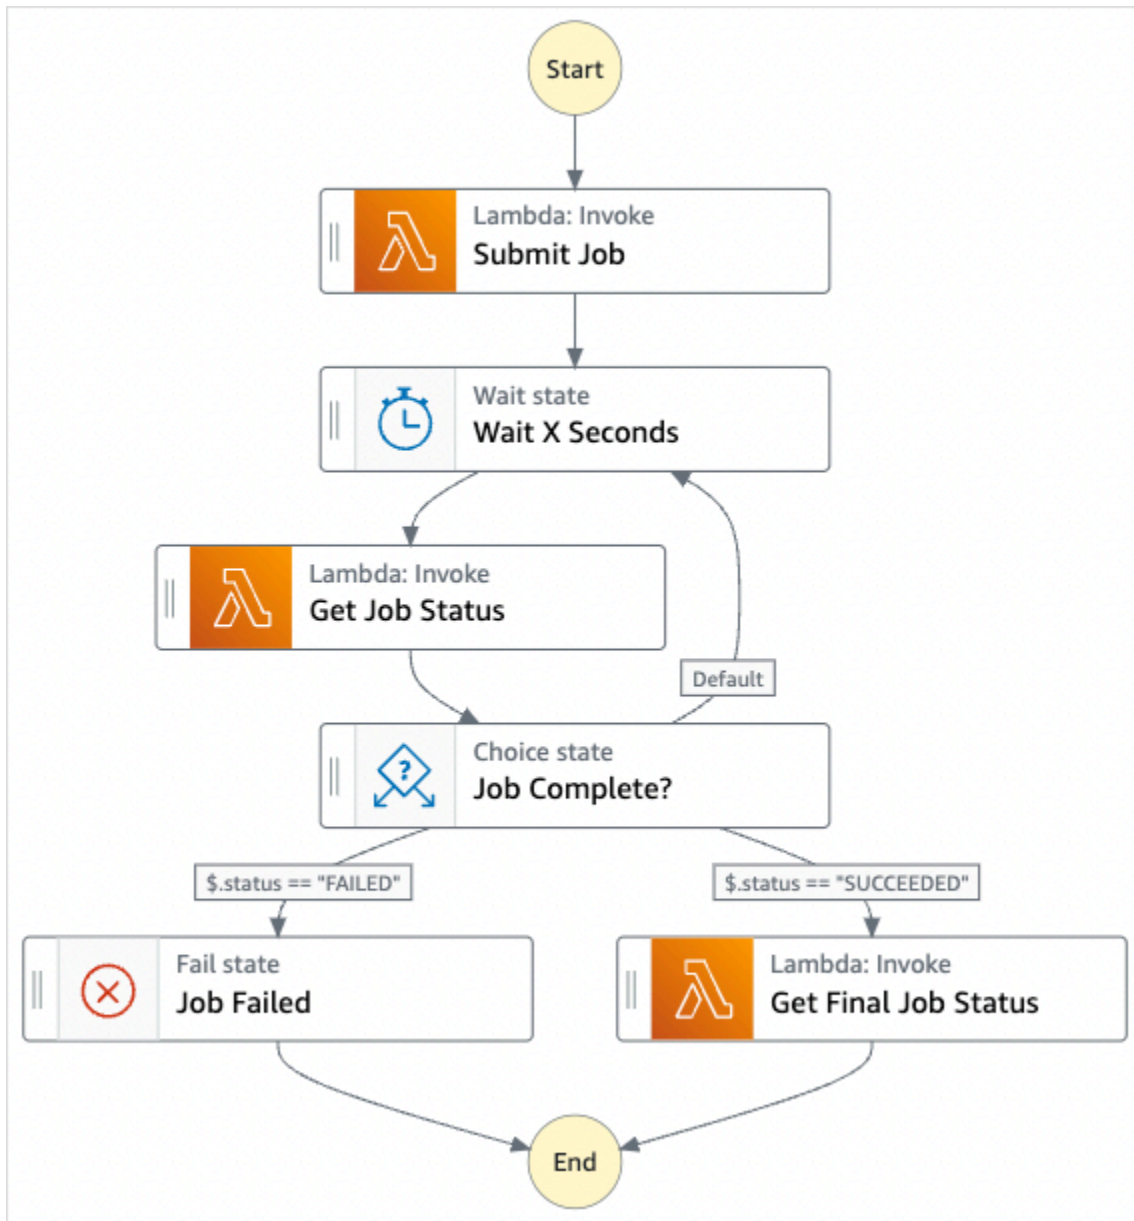 Start
Lambda: Invoke
Submit Job
Wait state
Wait X Seconds
Lambda: Invoke
Get Job Status
Default
Choice state
Job Complete?
$.status == "FAILED"
$.status == "SUCCEEDED"
Fail state
Job Failed
Lambda: Invoke
Get Final Job Status
End